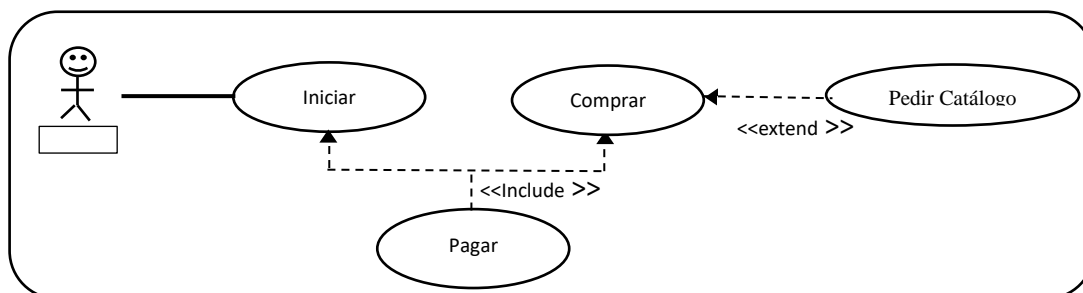 Iniciar
Comprar
Pedir Catálogo
<<extend >>
<<Include >>
Pagar